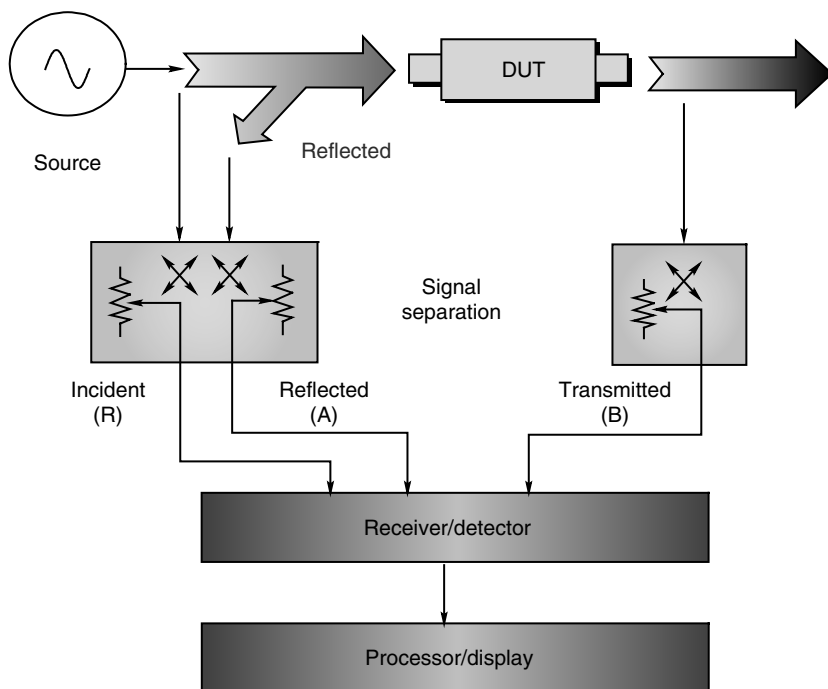 DUT
Reflected
Source
Signal
separation
Incident
(R)
Reflected
(A)
Transmitted
(B)
Receiver/detector
Processor/display